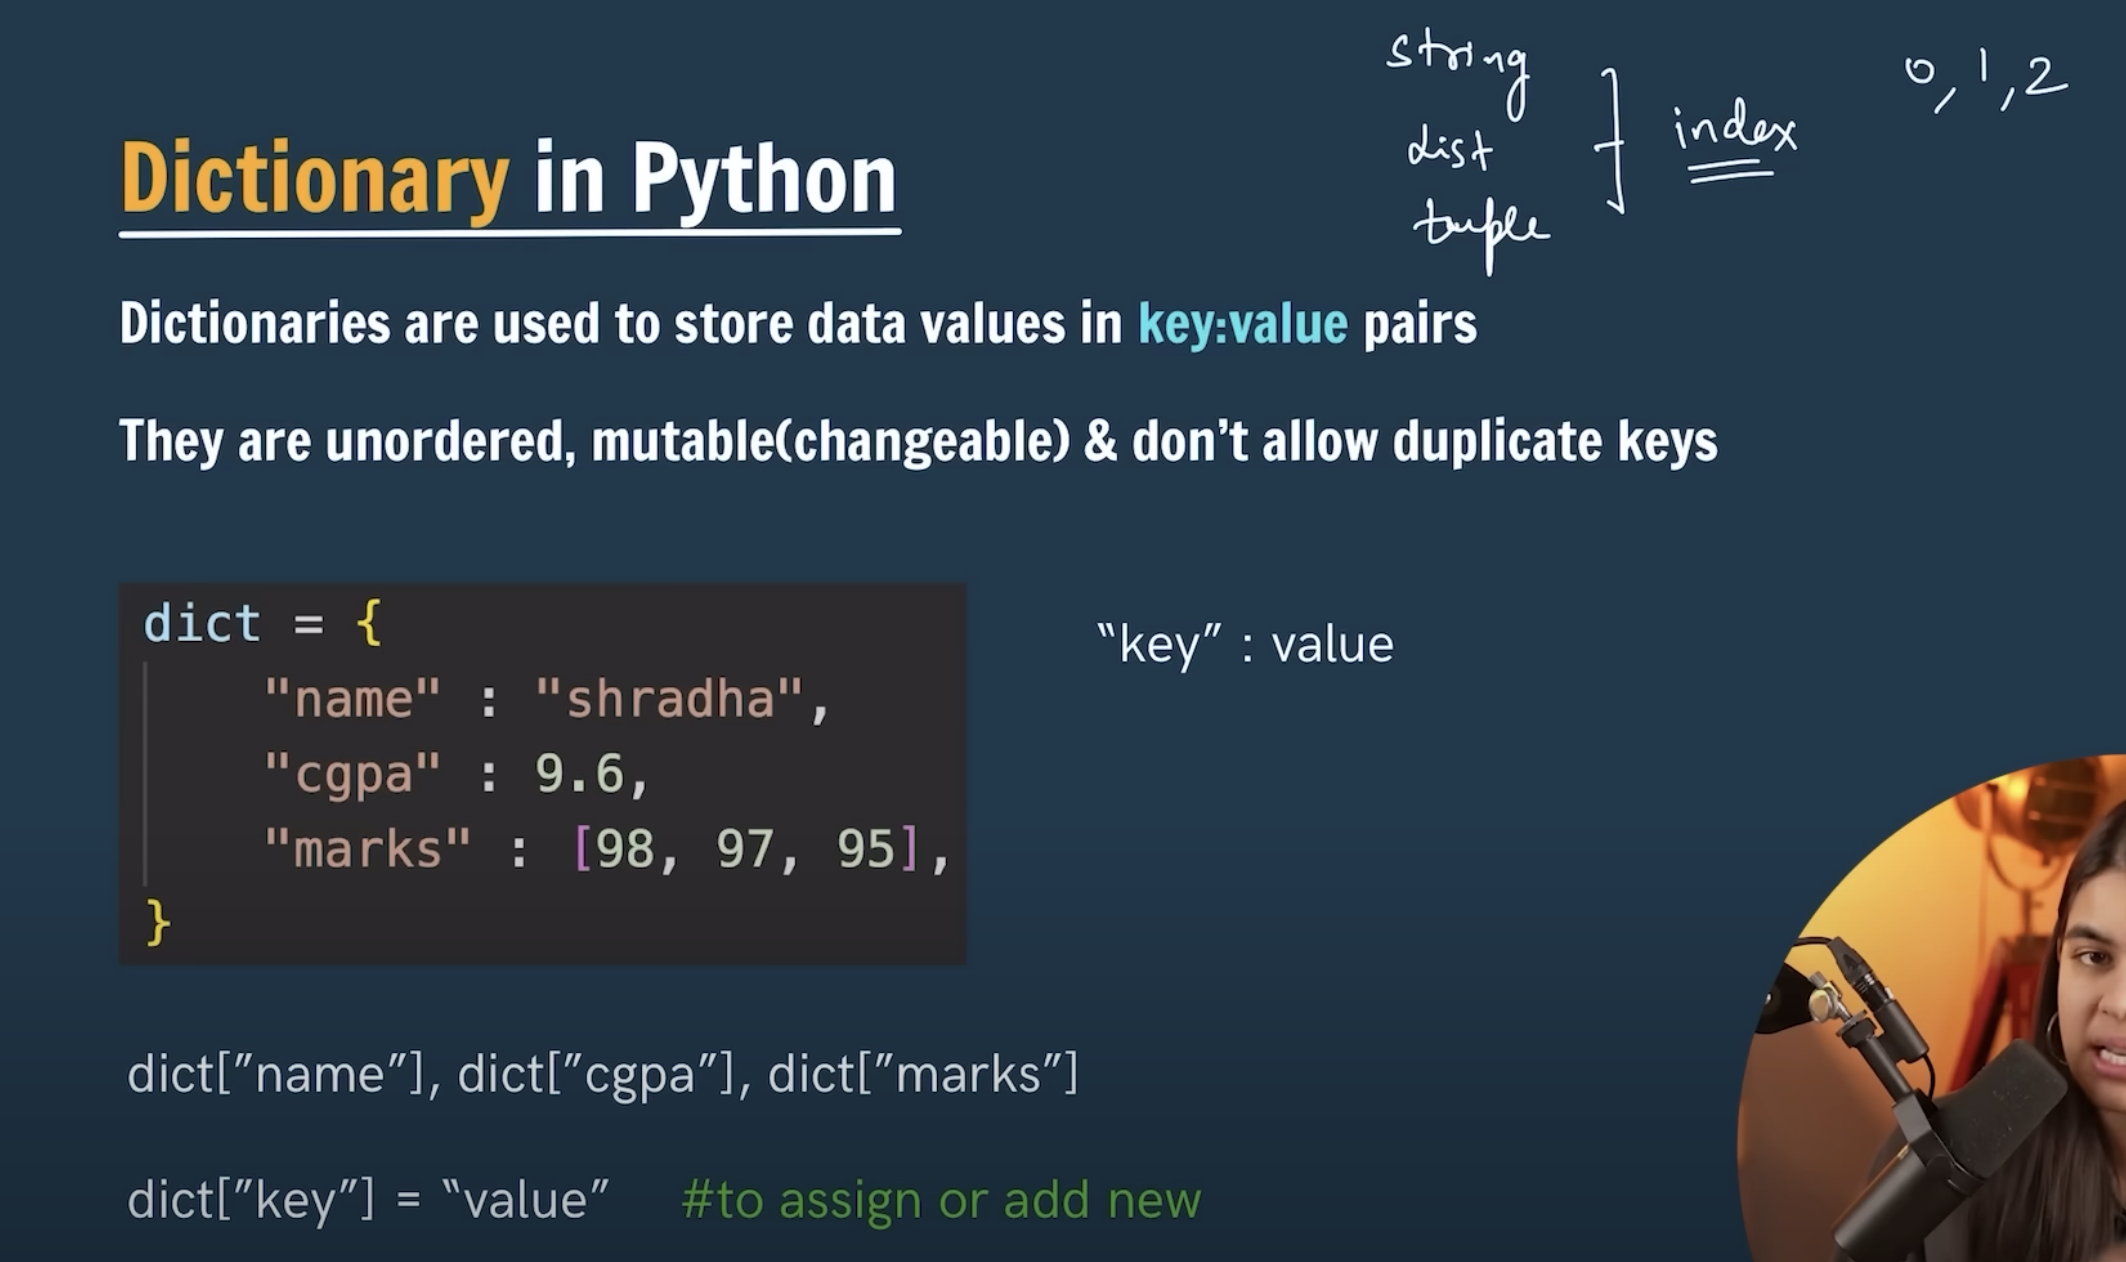 string
list
tuple
index
0, 1, 2
Dictionary in Python
Dictionaries are used to store data values in key:value pairs
They are unordered, mutable(changeable) & don’t allow duplicate keys
dict = {
"name" : "shradha",
"cgpa" : 9.6,
"marks" : [98, 97, 95],
}
“key” : value
dict[”name”], dict[”cgpa”], dict[”marks”]
dict[”key”] = “value” #to assign or add new